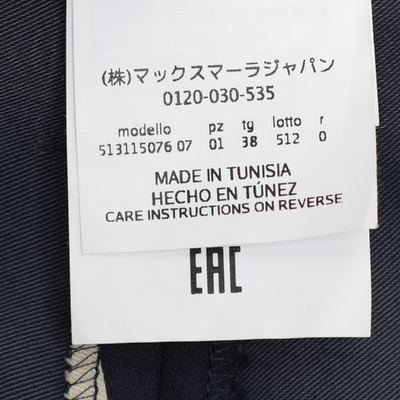 (株)マックスマーラジャパン
0120-030-535
modello pz tg lotto r
513115076 07 01 38 512 0
MADE IN TUNISIA
HECHO EN TÚNEZ
CARE INSTRUCTIONS ON REVERSE
EAC